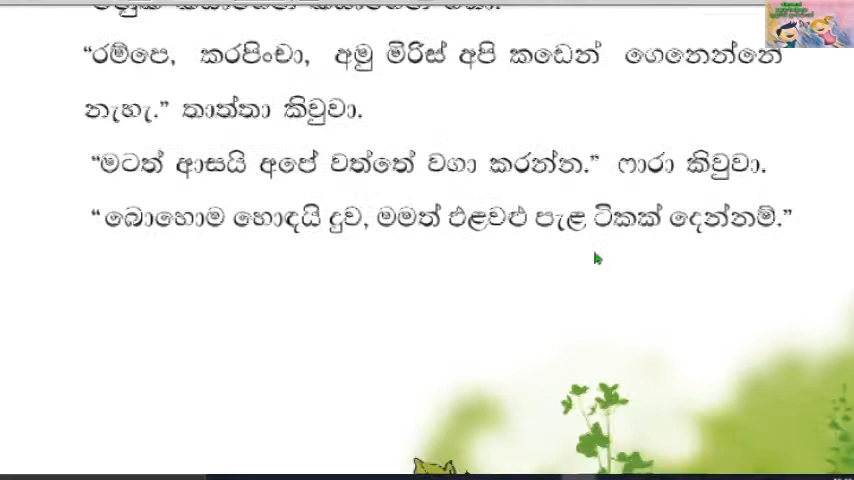 “රම්පෙ, කරපිංචා, අමු මිරිස් අපි කඩෙන් ගෙනෙන්නෙ
නැහැ.” තාත්තා කිවුවා.
“මටත් ආසයි අපේ වත්තේ වගා කරන්න.” ෆාරා කිවුවා.
“ බොහොම හොඳයි දුව, මමත් එළවළු පැළ ටිකක් දෙන්නම්.”